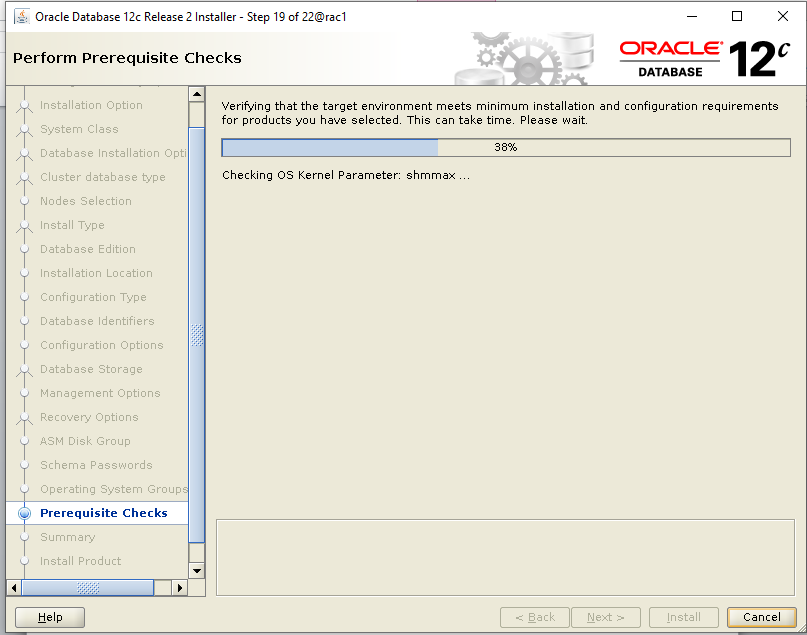 Oracle Database 12c Release 2 Installer - Step 19 of 22@rac1
Perform Prerequisite Checks
ORACLE®
DATABASE
12c
Installation Option
System Class
Database Installation Opti
Cluster database type
Nodes Selection
Install Type
Database Edition
Installation Location
Configuration Type
Database Identifiers
Configuration Options
Database Storage
Management Options
Recovery Options
ASM Disk Group
Schema Passwords
Operating System Groups
Prerequisite Checks
Summary
Install Product
Verifying that the target environment meets minimum installation and configuration requirements
for products you have selected. This can take time. Please wait.
38%
Checking OS Kernel Parameter: shmmax ...
Help
< Back
Next >
Install
Cancel